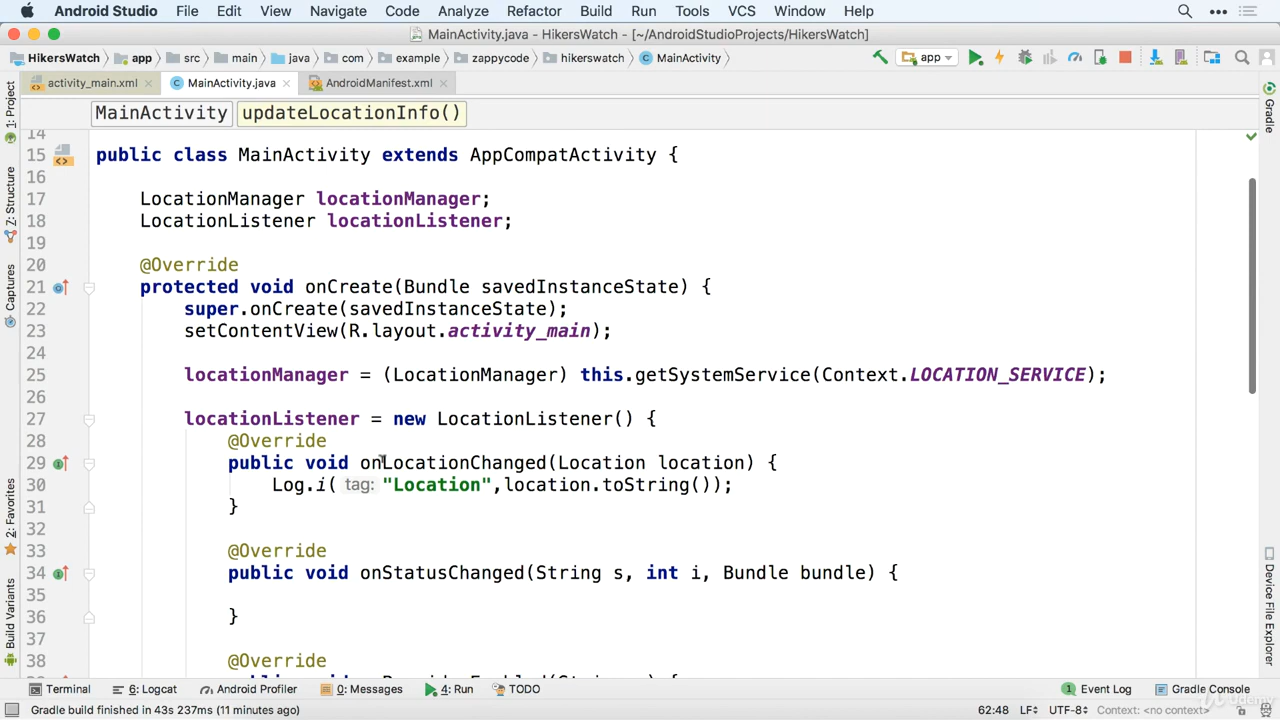 Android Studio File Edit View Navigate Code Analyze Refactor Build Run Tools VCS Window Help
MainActivity.java - HikersWatch - [~/AndroidStudioProjects/HikersWatch]
HikersWatch app src main java com example zappycode hikerswatch MainActivity app
activity_main.xml MainActivity.java AndroidManifest.xml
MainActivity updateLocationInfo()
1: Project
Z: Structure
Captures
2: Favorites
Build Variants
Gradle
Device File Explorer
14
15 public class MainActivity extends AppCompatActivity {
16
17 LocationManager locationManager;
18 LocationListener locationListener;
19
20 @Override
21 protected void onCreate(Bundle savedInstanceState) {
22 super.onCreate(savedInstanceState);
23 setContentView(R.layout.activity_main);
24
25 locationManager = (LocationManager) this.getSystemService(Context.LOCATION_SERVICE);
26
27 locationListener = new LocationListener() {
28 @Override
29 public void onLocationChanged(Location location) {
30 Log.i( tag: "Location",location.toString());
31 }
32
33 @Override
34 public void onStatusChanged(String s, int i, Bundle bundle) {
35
36 }
37
38 @Override
Terminal 6: Logcat Android Profiler 0: Messages 4: Run TODO 1 Event Log Gradle Console
Gradle build finished in 43s 237ms (11 minutes ago) 62:48 LF÷ UTF-8÷ Context: <no context>
Udemy